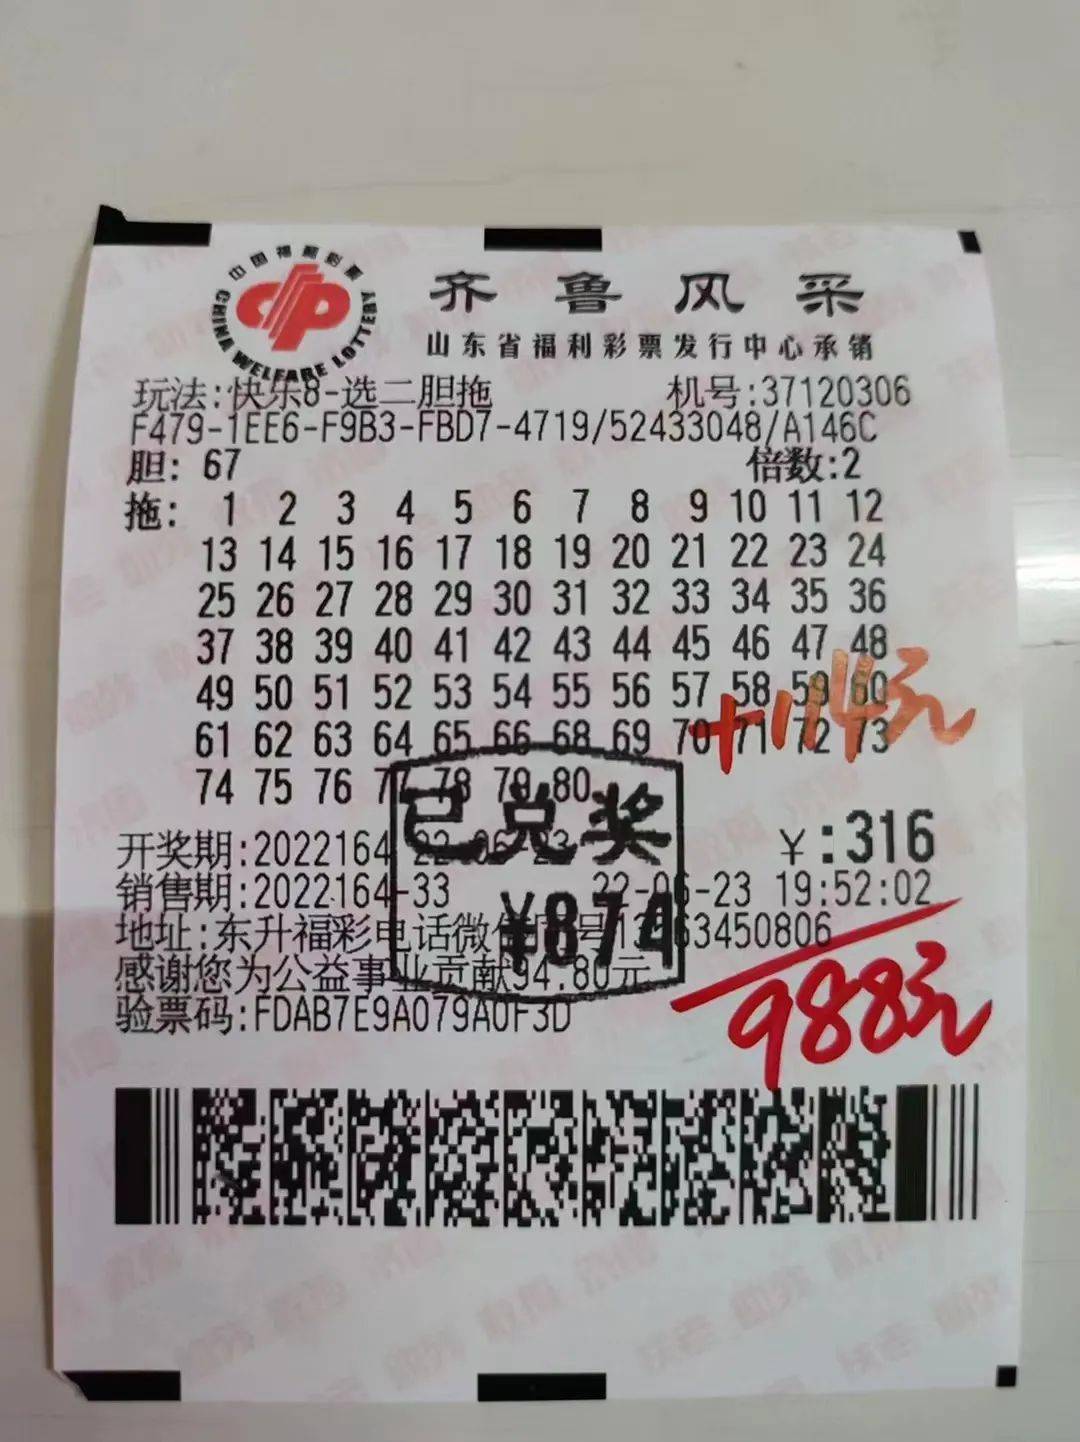 中国福利彩票
CHINA WELFARE LOTTERY
齐鲁风采
山东省福利彩票发行中心承销
玩法:快乐8-选二胆拖 机号:37120306
F479-1EE6-F9B3-FBD7-4719/52433048/A146C
胆: 67 倍数:2
拖: 1 2 3 4 5 6 7 8 9 10 11 12
13 14 15 16 17 18 19 20 21 22 23 24
25 26 27 28 29 30 31 32 33 34 35 36
37 38 39 40 41 42 43 44 45 46 47 48
49 50 51 52 53 54 55 56 57 58 59 60
+114元
61 62 63 64 65 66 68 69 70 71 72 73
74 75 76 77 78 79 80
已兑奖
开奖期:2022164 22-06-23 ¥:316
销售期:2022164-33 22-06-23 19:52:02
¥874
地址:东升福彩电话微信 63450806
感谢您为公益事业贡献94.80元
988元
验票码:FDAB7E9A079A0F3D